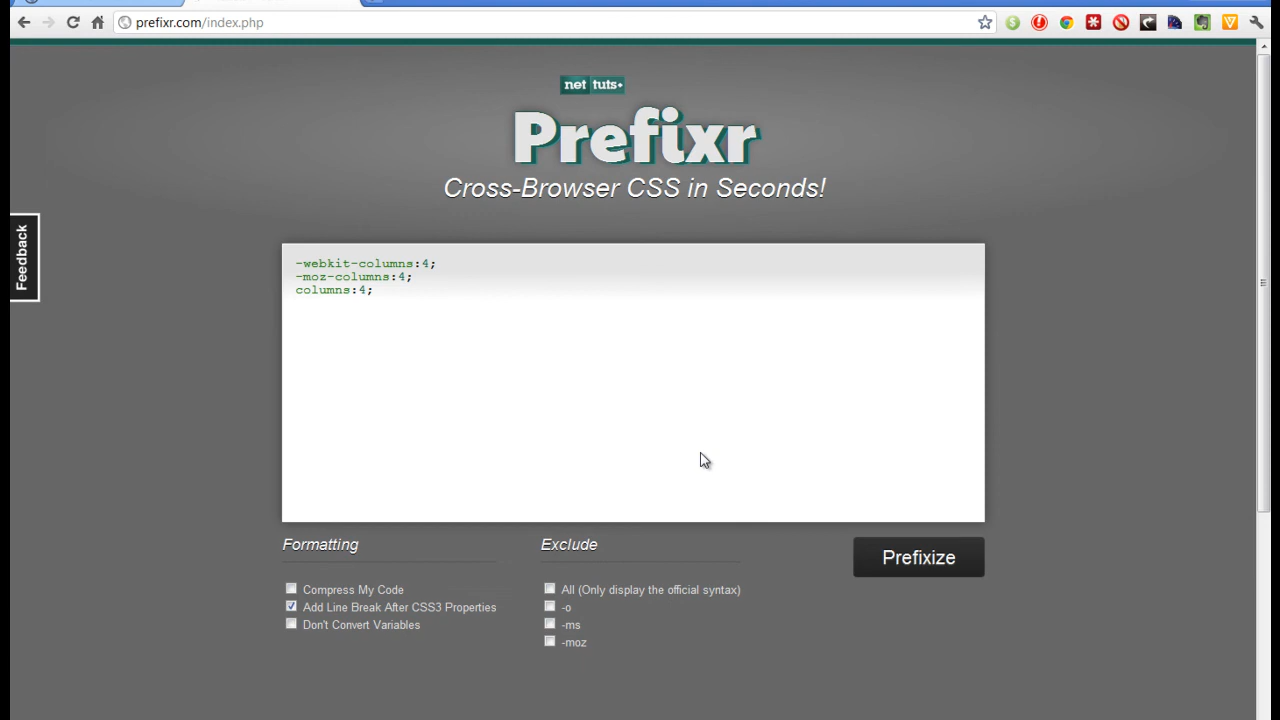 prefixr.com/index.php
net tuts+
Prefixr
Cross-Browser CSS in Seconds!
Feedback
-webkit-columns:4;
-moz-columns:4;
columns:4;
Formatting
Compress My Code
Add Line Break After CSS3 Properties
Don't Convert Variables
Exclude
All (Only display the official syntax)
-o
-ms
-moz
Prefixize